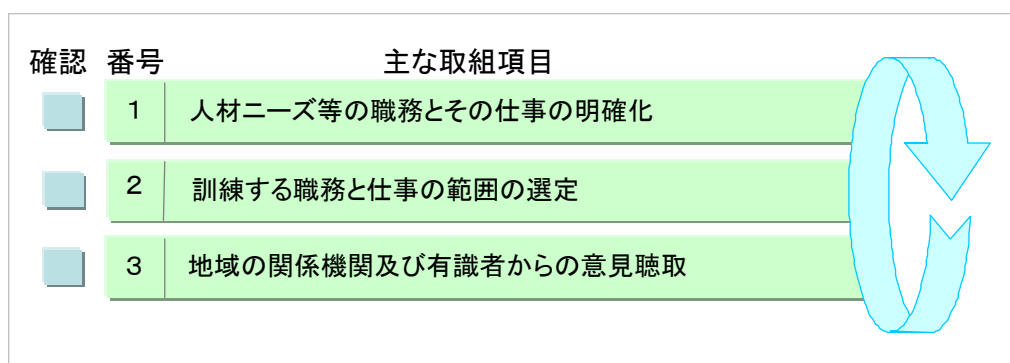 確認 番号 主な取組項目
1 人材ニーズ等の職務とその仕事の明確化
2 訓練する職務と仕事の範囲の選定
3 地域の関係機関及び有識者からの意見聴取